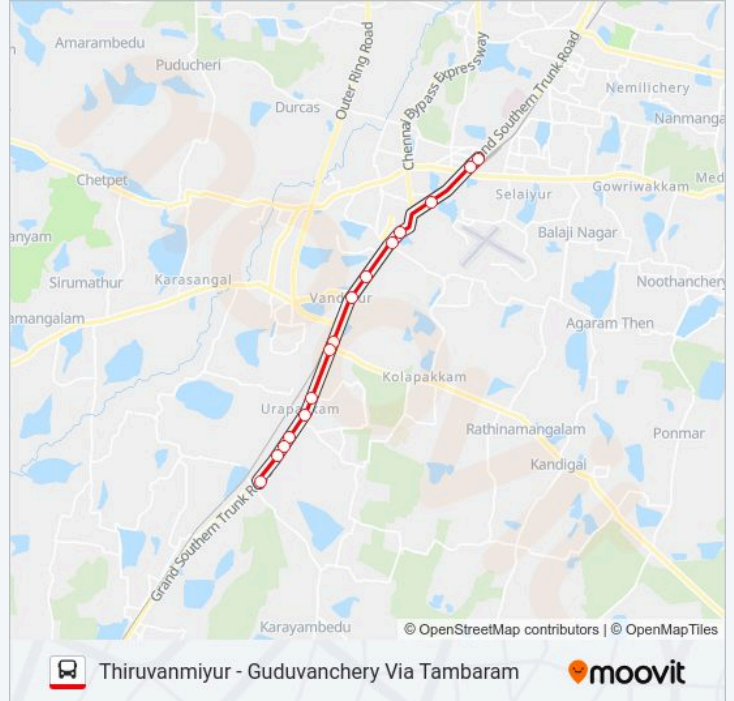 Amarambedu
Puducheri
Outer Ring Road
Chennai Bypass Expressway
Grand Southern Trunk Road
Nemilichery
Durcas
Nanmanga
Chetpet
Selaiyur
Gowriwakkam
Med
anyam
Balaji Nagar
Sirumathur
Karasangal
Noothanchery
Vandalur
amangalam
Agaram Then
Kolapakkam
Urapakkam
Rathinamangalam
Ponmar
Kandigai
Grand Southern Trunk R
Karayambedu
© OpenStreetMap contributors | © OpenMapTiles
Thiruvanmiyur - Guduvanchery Via Tambaram
moovit